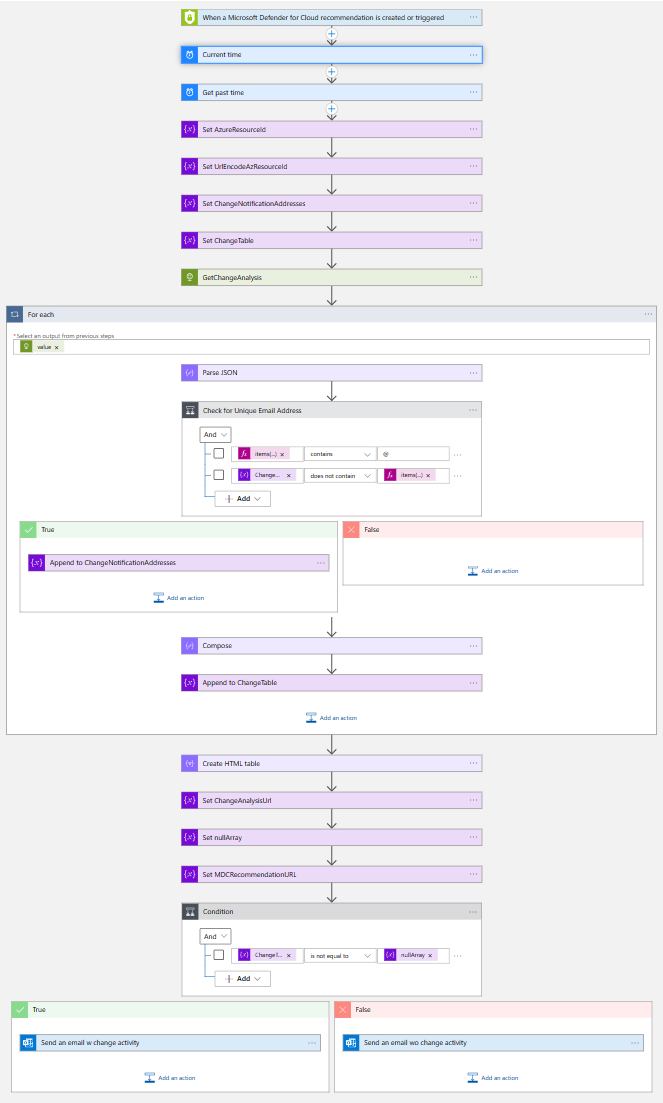 When a Microsoft Defender for Cloud recommendation is created or triggered
Current time
Get past time
Set AzureResourceId
Set UrlEncodeAzResourceId
Set ChangeNotificationAddresses
Set ChangeTable
GetChangeAnalysis
For each
*Select an output from previous steps
value ×
Parse JSON
Check for Unique Email Address
And
items(...) × contains @
Change... × does not contain items(...) ×
+ Add
True False
Append to ChangeNotificationAddresses
Add an action
Add an action
Compose
Append to ChangeTable
Add an action
Create HTML table
Set ChangeAnalysisUrl
Set nullArray
Set MDCRecommendationURL
Condition
And
ChangeT... × is not equal to nullArray ×
+ Add
True False
Send an email w change activity Send an email wo change activity
Add an action Add an action